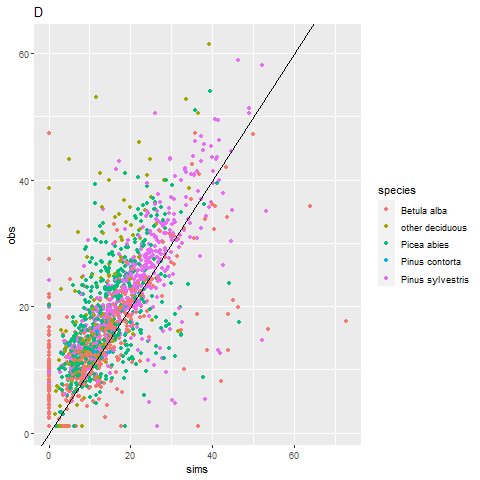 D
60
40
20
0
obs
0
20
40
60
sims
species
Betula alba
other deciduous
Picea abies
Pinus contorta
Pinus sylvestris